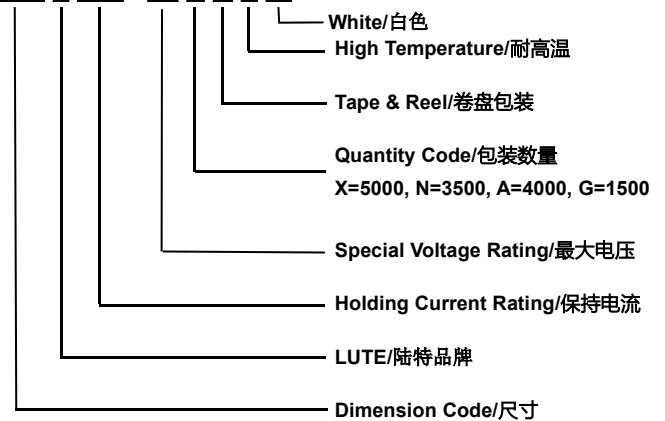 White/白色
High Temperature/耐高温
Tape & Reel/卷盘包装
Quantity Code/包装数量
X=5000, N=3500, A=4000, G=1500
Special Voltage Rating/最大电压
Holding Current Rating/保持电流
LUTE/陆特品牌
Dimension Code/尺寸